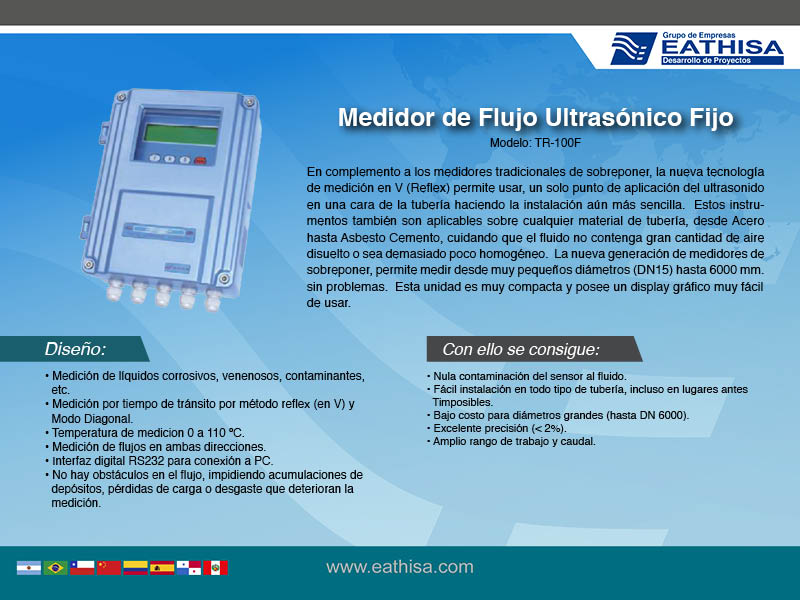 Grupo de Empresas
EATHISA
Desarrollo de Proyectos
Medidor de Flujo Ultrasónico Fijo
Modelo: TR-100F
En complemento a los medidores tradicionales de sobreponer, la nueva tecnología
de medición en V (Reflex) permite usar, un solo punto de aplicación del ultrasonido
en una cara de la tubería haciendo la instalación aún más sencilla. Estos instru-
mentos también son aplicables sobre cualquier material de tubería, desde Acero
hasta Asbesto Cemento, cuidando que el fluido no contenga gran cantidad de aire
disuelto o sea demasiado poco homogéneo. La nueva generación de medidores de
sobreponer, permite medir desde muy pequeños diámetros (DN15) hasta 6000 mm.
sin problemas. Esta unidad es muy compacta y posee un display gráfico muy fácil
de usar.
Diseño:
• Medición de líquidos corrosivos, venenosos, contaminantes,
etc.
• Medición por tiempo de tránsito por método reflex (en V) y
Modo Diagonal.
• Temperatura de medicion 0 a 110 ºC.
• Medición de flujos en ambas direcciones.
• Interfaz digital RS232 para conexión a PC.
• No hay obstáculos en el flujo, impidiendo acumulaciones de
depósitos, pérdidas de carga o desgaste que deterioran la
medición.
Con ello se consigue:
• Nula contaminación del sensor al fluido.
• Fácil instalación en todo tipo de tubería, incluso en lugares antes
Timposibles.
• Bajo costo para diámetros grandes (hasta DN 6000).
• Excelente precisión (< 2%).
• Amplio rango de trabajo y caudal.
www.eathisa.com